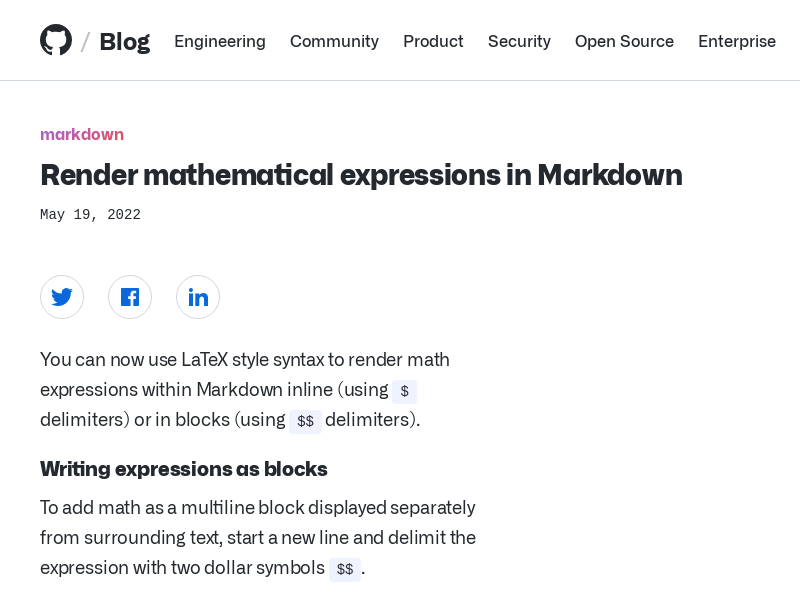 / Blog Engineering Community Product Security Open Source Enterprise
markdown
Render mathematical expressions in Markdown
May 19, 2022
You can now use LaTeX style syntax to render math
expressions within Markdown inline (using $
delimiters) or in blocks (using $$ delimiters).
Writing expressions as blocks
To add math as a multiline block displayed separately
from surrounding text, start a new line and delimit the
expression with two dollar symbols $$.